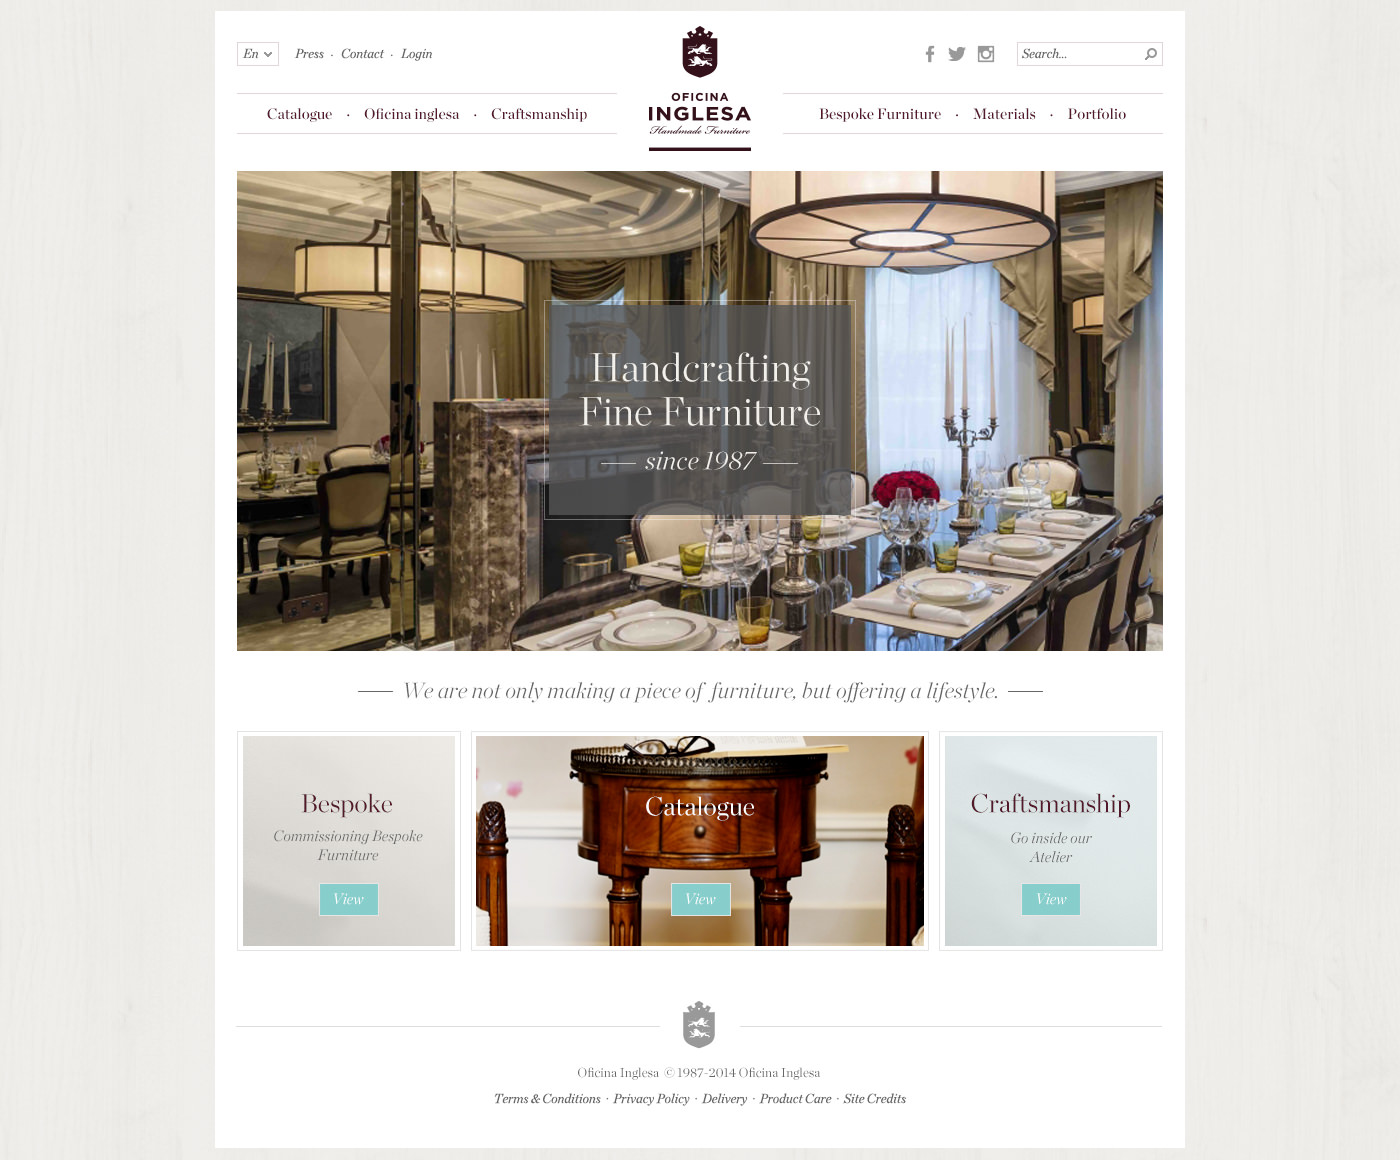 En
Press · Contact · Login
Search...
OFICINA
INGLESA
Handmade Furniture
Catalogue · Oficina inglesa · Craftsmanship
Bespoke Furniture · Materials · Portfolio
Handcrafting
Fine Furniture
since 1987
We are not only making a piece of furniture, but offering a lifestyle.
Bespoke
Commissioning Bespoke
Furniture
View
Catalogue
View
Craftsmanship
Go inside our
Atelier
View
Oficina Inglesa © 1987-2014 Oficina Inglesa
Terms & Conditions · Privacy Policy · Delivery · Product Care · Site Credits